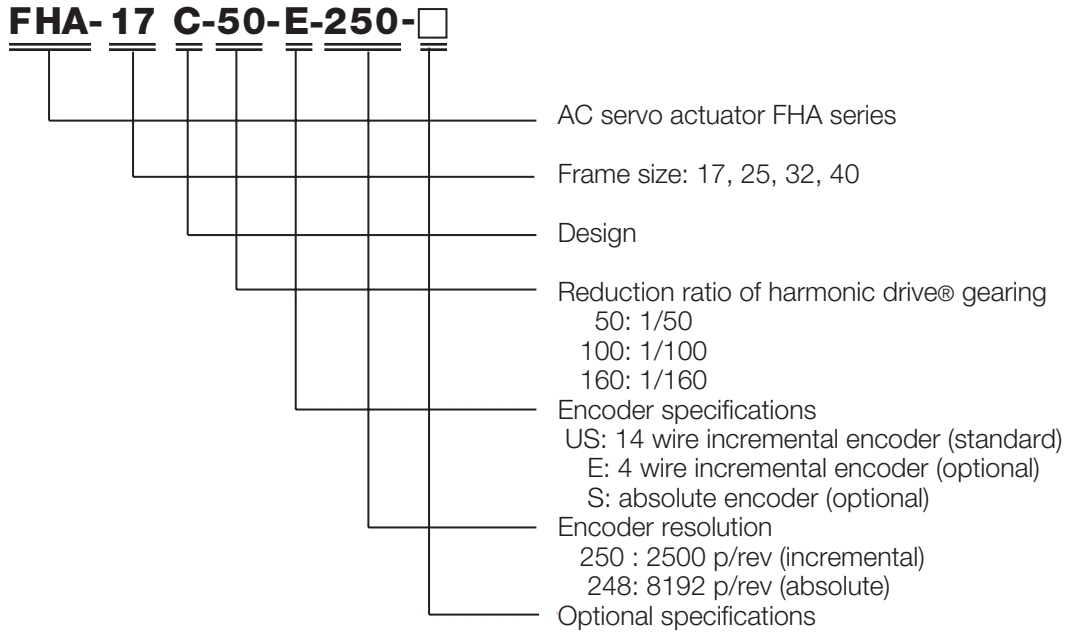 FHA-17 C-50-E-250-□
AC servo actuator FHA series
Frame size: 17, 25, 32, 40
Design
Reduction ratio of harmonic drive® gearing
50: 1/50
100: 1/100
160: 1/160
Encoder specifications
US: 14 wire incremental encoder (standard)
E: 4 wire incremental encoder (optional)
S: absolute encoder (optional)
Encoder resolution
250 : 2500 p/rev (incremental)
248: 8192 p/rev (absolute)
Optional specifications